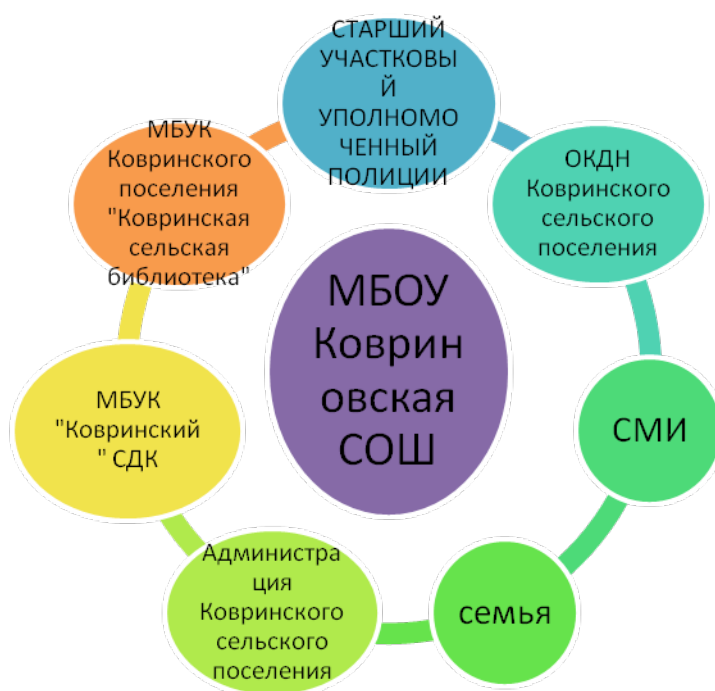 СТАРШИЙ
УЧАСТКОВЫ
Й
УПОЛНОМО
ЧЕННЫЙ
ПОЛИЦИИ
ОКДН
Ковринского
сельского
поселения
СМИ
семья
Администра
ция
Ковринского
сельского
поселения
МБУК
"Ковринский
" СДК
МБУК
Ковринского
поселения
"Ковринская
сельская
библиотека"
МБОУ
Коврин
овская
СОШ